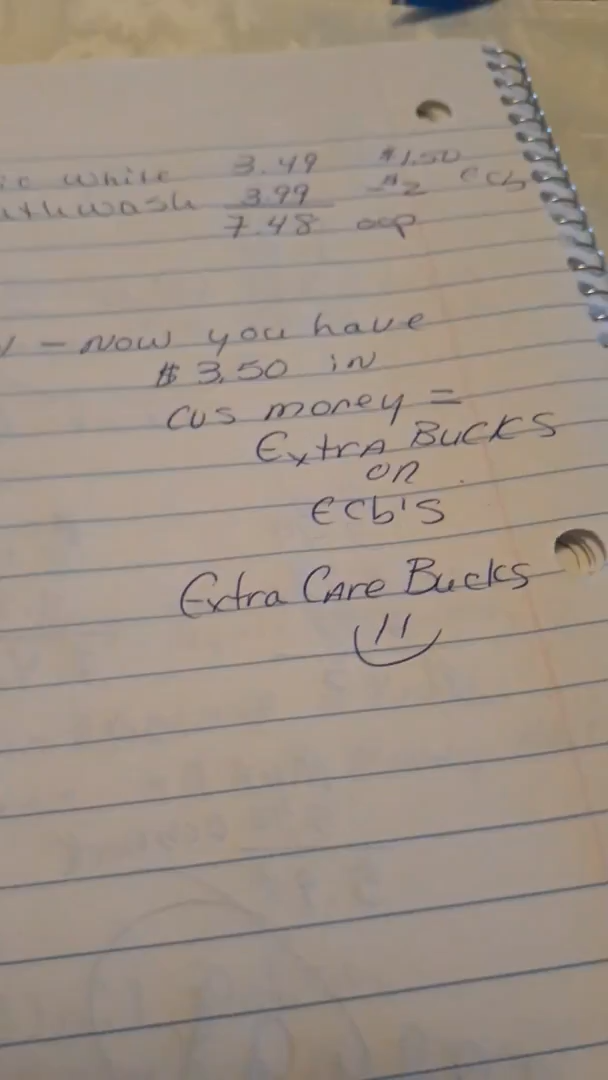 White 3.49 $1.50
3.99 $2 ecb
7.48 oop
- Now you have
$3.50 in
CVS money =
Extra Bucks
or
ECB'S
Extra Care Bucks